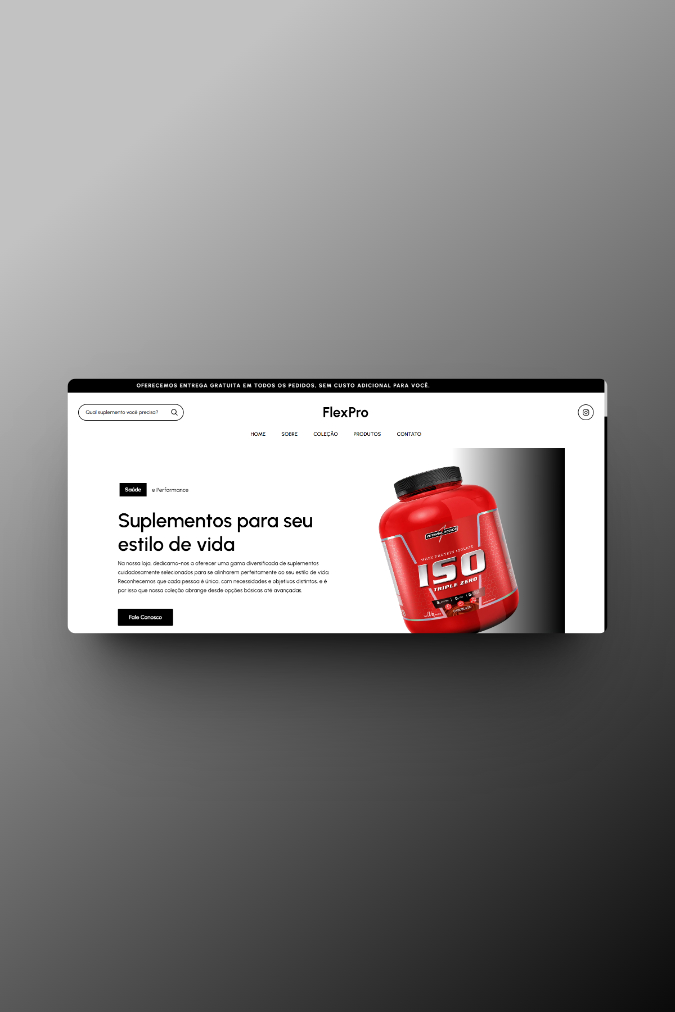 OFERECEMOS ENTREGA GRATUITA EM TODOS OS PEDIDOS, SEM CUSTO ADICIONAL PARA VOCÊ.
Qual suplemento você precisa?
FlexPro
HOME SOBRE COLEÇÃO PRODUTOS CONTATO
Saúde e Performance
Suplementos para seu
estilo de vida
Na nossa loja, dedicamo-nos a oferecer uma gama diversificada de suplementos
cuidadosamente selecionados para se alinharem perfeitamente ao seu estilo de vida.
Reconhecemos que cada pessoa é única, com necessidades e objetivos distintos, e é
por isso que nossa coleção abrange desde opções básicas até avançadas.
Fale Conosco
WHEY PROTEIN ISOLATE
ISO
TRIPLE ZERO